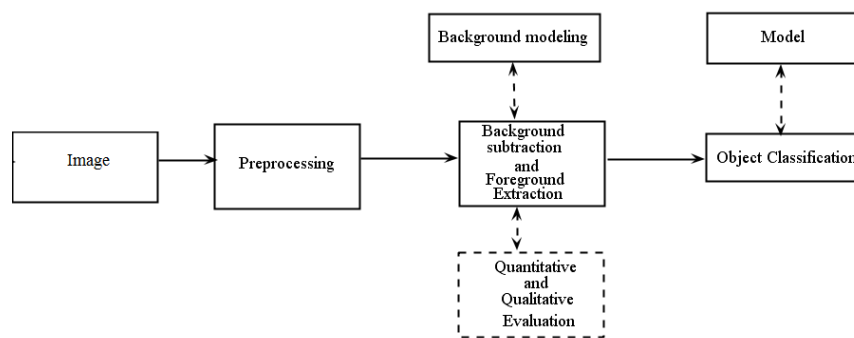 Background modeling
Model
Image
Preprocessing
Background
subtraction
and
Foreground
Extraction
Object Classification
Quantitative
and
Qualitative
Evaluation